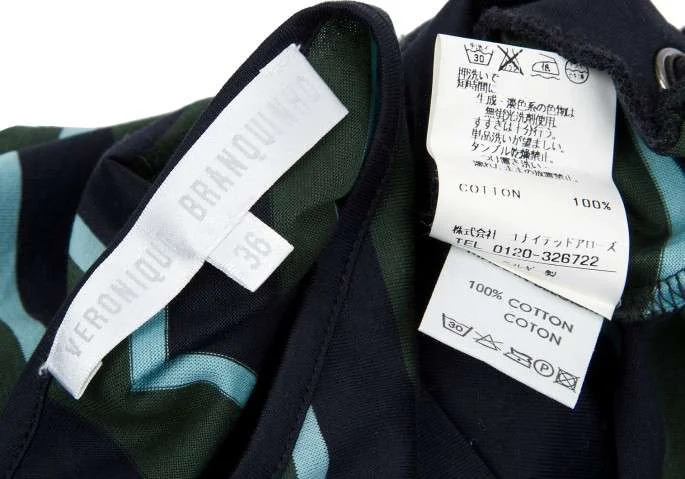 VERONIQUE BRANQUINHO
36
30
低
押洗いで
短時間に
生成・淡色系の色物は
無蛍光洗剤使用
すすぎは十分行う。
単品洗いが望ましい。
タンブル乾燥禁止。
COTTON 100%
株式会社 ユナイテッドアローズ
TEL 0120-326722
製
100% COTTON
COTON
30
P